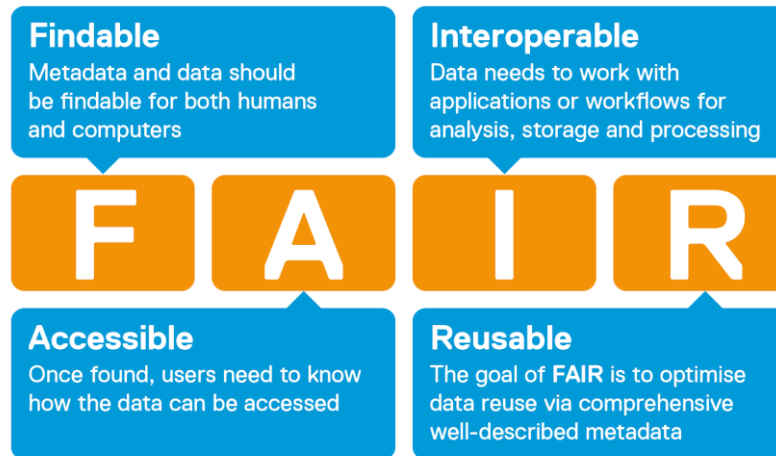 Findable
Metadata and data should
be findable for both humans
and computers
Interoperable
Data needs to work with
applications or workflows for
analysis, storage and processing
F A I R
Accessible
Once found, users need to know
how the data can be accessed
Reusable
The goal of FAIR is to optimise
data reuse via comprehensive
well-described metadata